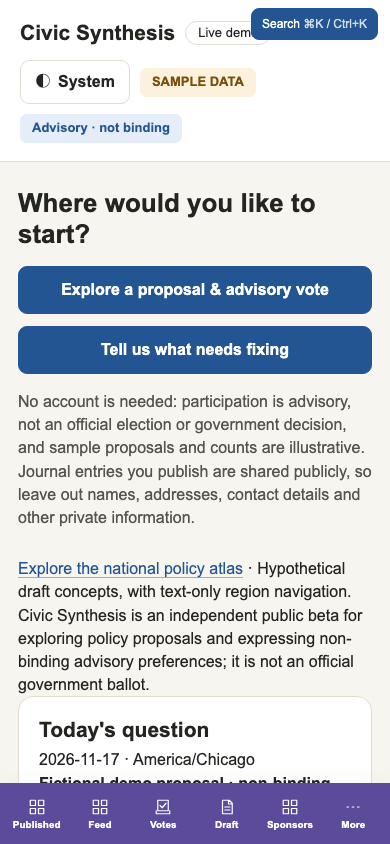 Civic Synthesis
Live dem
Search ⌘K / Ctrl+K
System
SAMPLE DATA
Advisory · not binding
Where would you like to
start?
Explore a proposal & advisory vote
Tell us what needs fixing
No account is needed: participation is advisory,
not an official election or government decision,
and sample proposals and counts are illustrative.
Journal entries you publish are shared publicly, so
leave out names, addresses, contact details and
other private information.
Explore the national policy atlas · Hypothetical
draft concepts, with text-only region navigation.
Civic Synthesis is an independent public beta for
exploring policy proposals and expressing non-
binding advisory preferences; it is not an official
government ballot.
Today's question
2026-11-17 · America/Chicago
Fictional demo proposal · non-binding
Published
Feed
Votes
Draft
Sponsors
More